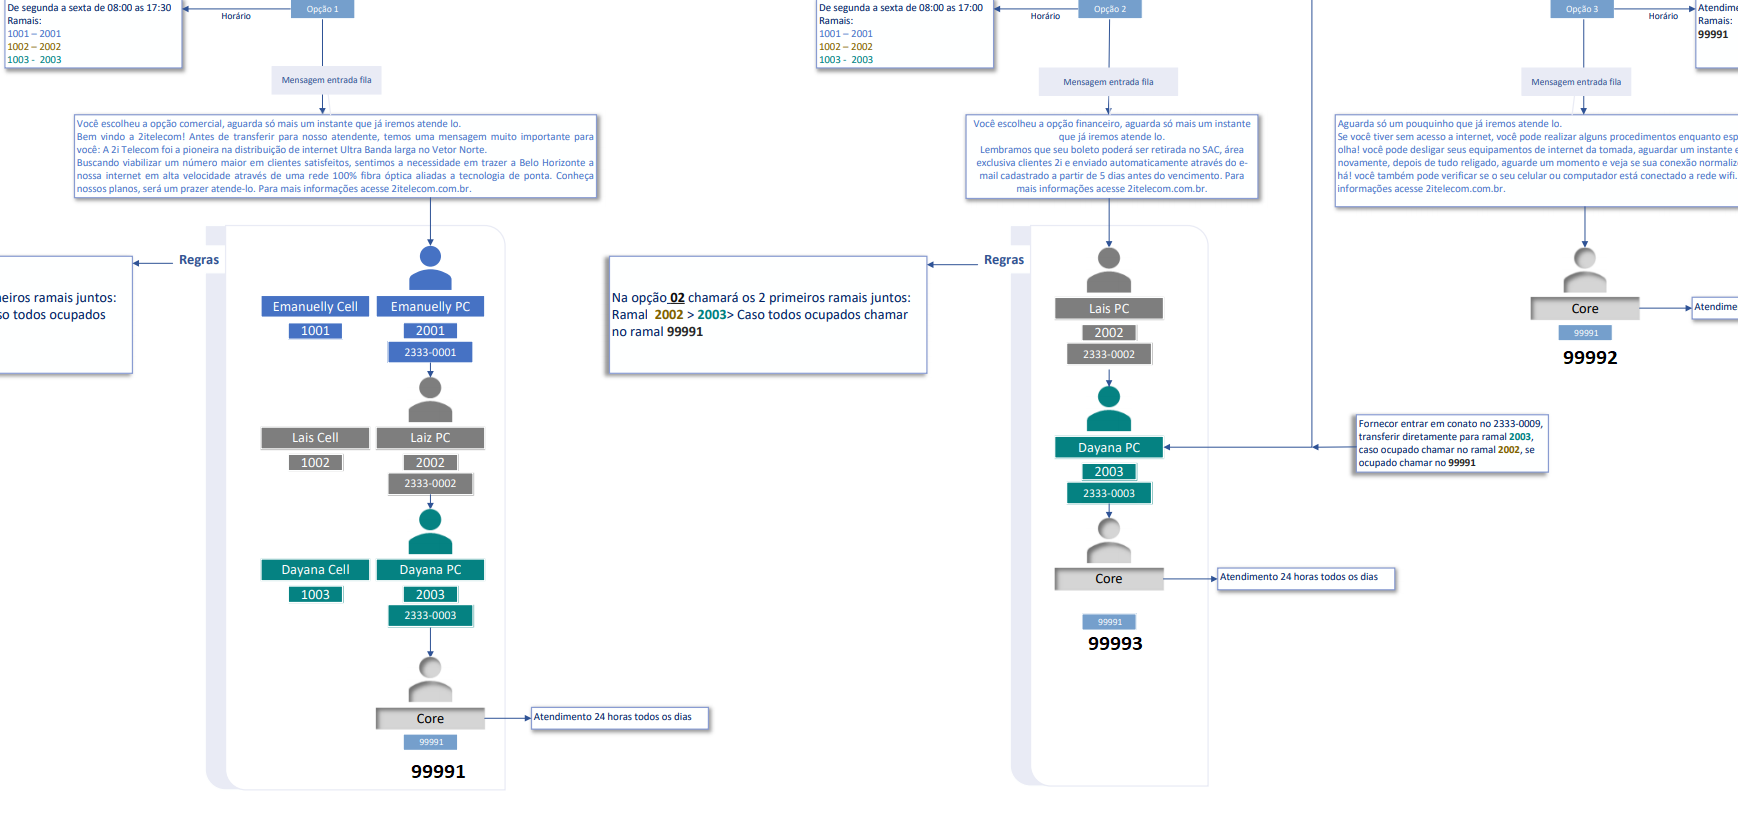 De segunda a sexta de 08:00 as 17:30
Ramais:
1001 – 2001
1002 – 2002
1003 - 2003
Horário
Opção 1
Mensagem entrada fila
Você escolheu a opção comercial, aguarda só mais um instante que já iremos atende lo.
Bem vindo a 2itelecom! Antes de transferir para nosso atendente, temos uma mensagem muito importante para
você: A 2i Telecom foi a pioneira na distribuição de internet Ultra Banda larga no Vetor Norte.
Buscando viabilizar um número maior em clientes satisfeitos, sentimos a necessidade em trazer a Belo Horizonte a
nossa internet em alta velocidade através de uma rede 100% fibra óptica aliadas a tecnologia de ponta. Conheça
nossos planos, será um prazer atende-lo. Para mais informações acesse 2itelecom.com.br.
Regras
neiros ramais juntos:
so todos ocupados
Emanuelly Cell
Emanuelly PC
1001
2001
2333-0001
Lais Cell
Laiz PC
1002
2002
2333-0002
Dayana Cell
Dayana PC
1003
2003
2333-0003
Core
Atendimento 24 horas todos os dias
99991
99991
De segunda a sexta de 08:00 as 17:00
Ramais:
1001 – 2001
1002 – 2002
1003 - 2003
Horário
Opção 2
Mensagem entrada fila
Você escolheu a opção financeiro, aguarda só mais um instante
que já iremos atende lo.
Lembramos que seu boleto poderá ser retirada no SAC, área
exclusiva clientes 2i e enviado automaticamente através do e-
mail cadastrado a partir de 5 dias antes do vencimento. Para
mais informações acesse 2itelecom.com.br.
Regras
Na opção 02 chamará os 2 primeiros ramais juntos:
Ramal 2002 > 2003> Caso todos ocupados chamar
no ramal 99991
Lais PC
2002
2333-0002
Dayana PC
2003
2333-0003
Core
Atendimento 24 horas todos os dias
99991
99993
Opção 3
Horário
Atendime
Ramais:
99991
Mensagem entrada fila
Aguarda só um pouquinho que já iremos atende lo.
Se você tiver sem acesso a internet, você pode realizar alguns procedimentos enquanto esp
olha! você pode desligar seus equipamentos de internet da tomada, aguardar um instante e
novamente, depois de tudo religado, aguarde um momento e veja se sua conexão normaliz
há! você também pode verificar se o seu celular ou computador está conectado a rede wifi.
informações acesse 2itelecom.com.br.
Core
Atendime
99991
99992
Fornecor entrar em conato no 2333-0009,
transferir diretamente para ramal 2003,
caso ocupado chamar no ramal 2002, se
ocupado chamar no 99991